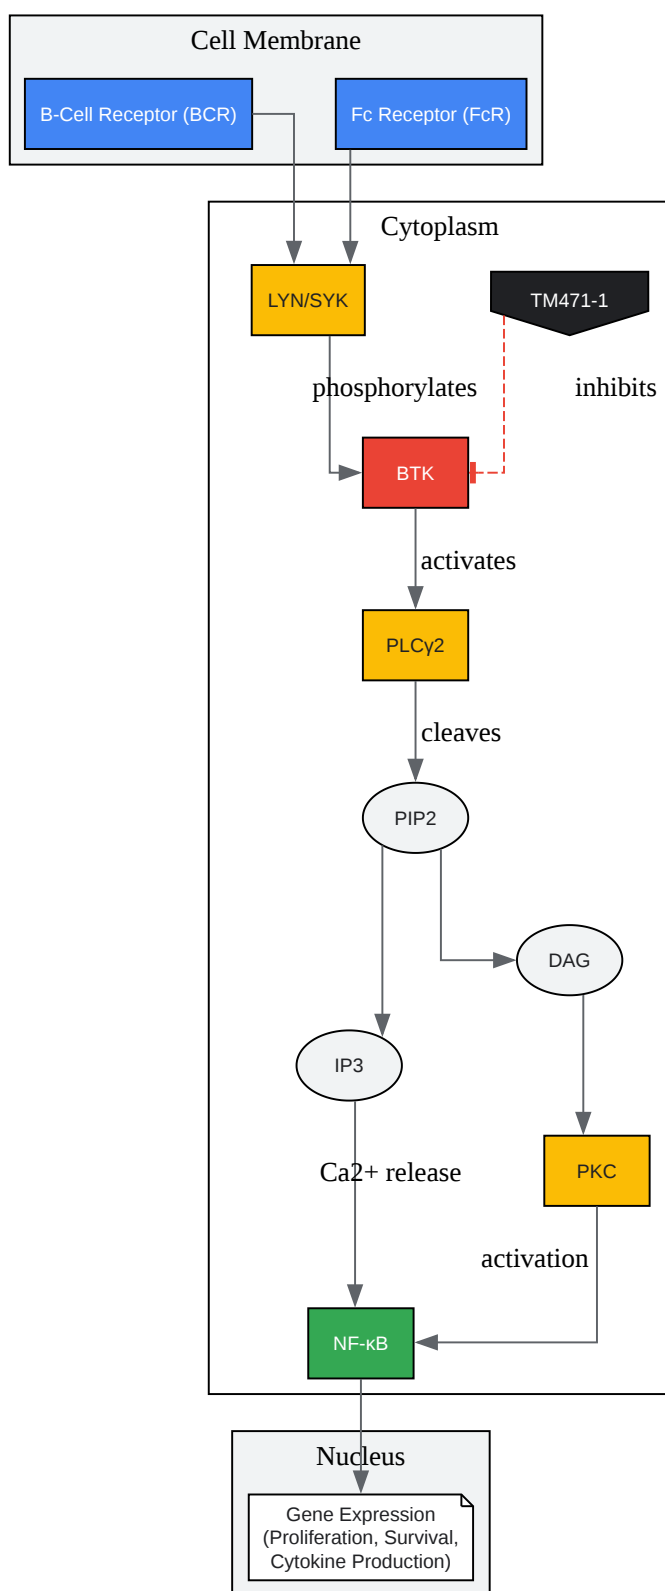 Cell Membrane
B-Cell Receptor (BCR)
Fc Receptor (FcR)
Cytoplasm
LYN/SYK
TM471-1
phosphorylates
inhibits
BTK
activates
PLCγ2
cleaves
PIP2
DAG
IP3
PKC
Ca2+ release
activation
NF-κB
Nucleus
Gene Expression
(Proliferation, Survival,
Cytokine Production)